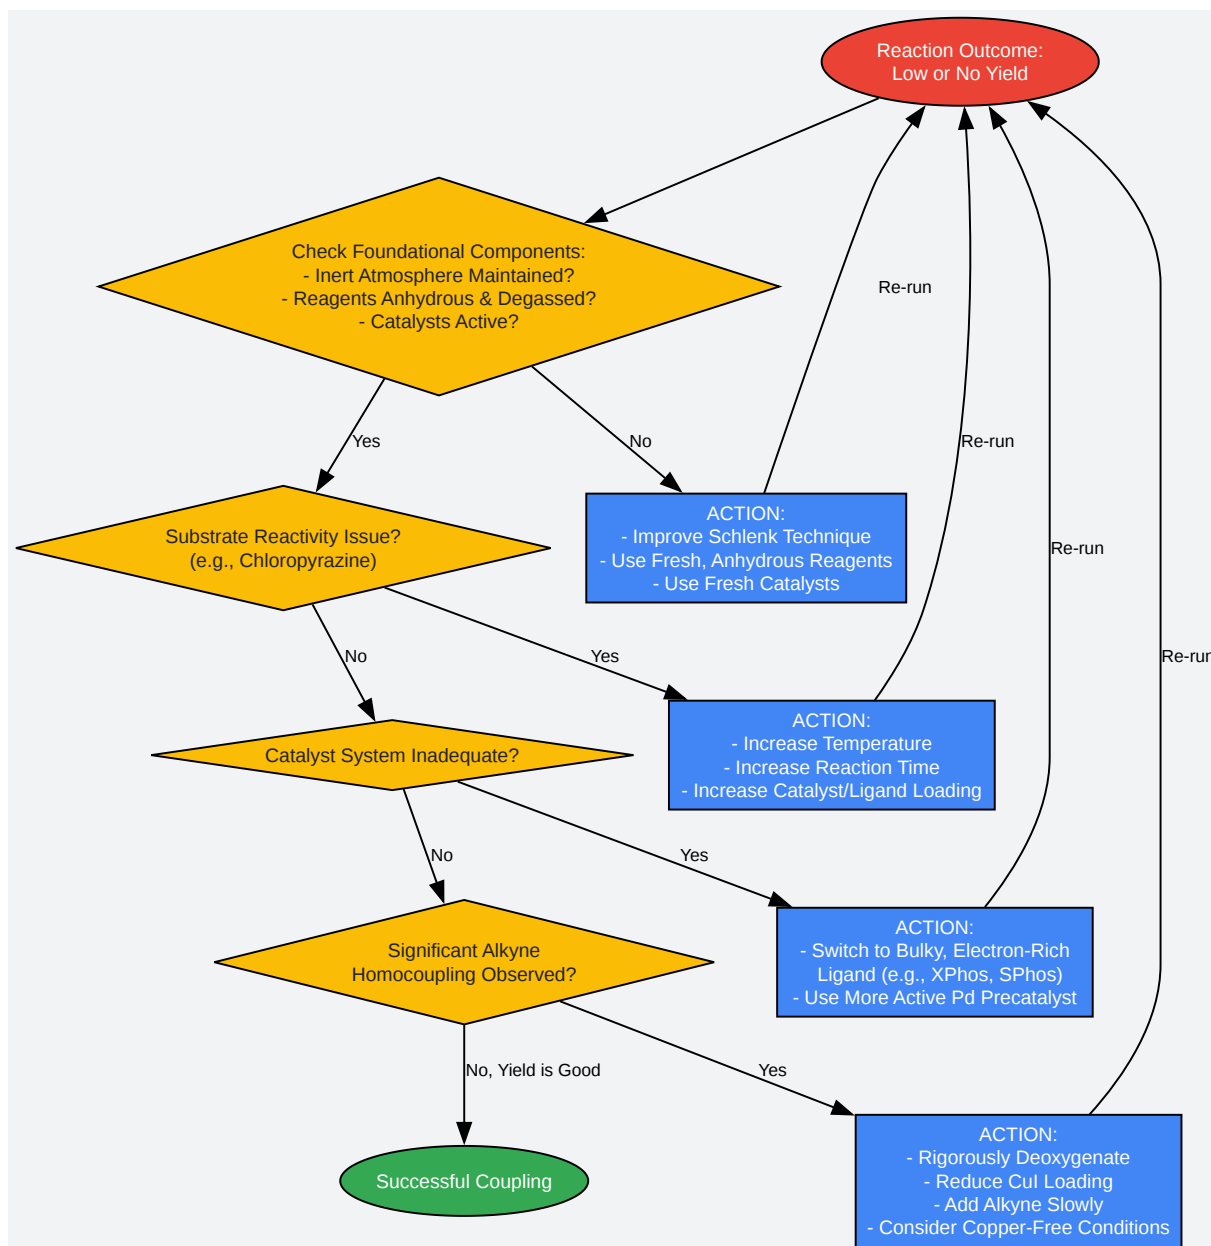 Reaction Outcome:
Low or No Yield
Check Foundational Components:
- Inert Atmosphere Maintained?
- Reagents Anhydrous & Degassed?
- Catalysts Active?
Re-run
Yes
No
Re-run
Substrate Reactivity Issue?
(e.g., Chloropyrazine)
ACTION:
- Improve Schlenk Technique
- Use Fresh, Anhydrous Reagents
- Use Fresh Catalysts
Re-run
No
Yes
Re-run
Catalyst System Inadequate?
ACTION:
- Increase Temperature
- Increase Reaction Time
- Increase Catalyst/Ligand Loading
No
Yes
Significant Alkyne
Homocoupling Observed?
ACTION:
- Switch to Bulky, Electron-Rich
Ligand (e.g., XPhos, SPhos)
- Use More Active Pd Precatalyst
No, Yield is Good
Yes
Successful Coupling
ACTION:
- Rigorously Deoxygenate
- Reduce CuI Loading
- Add Alkyne Slowly
- Consider Copper-Free Conditions